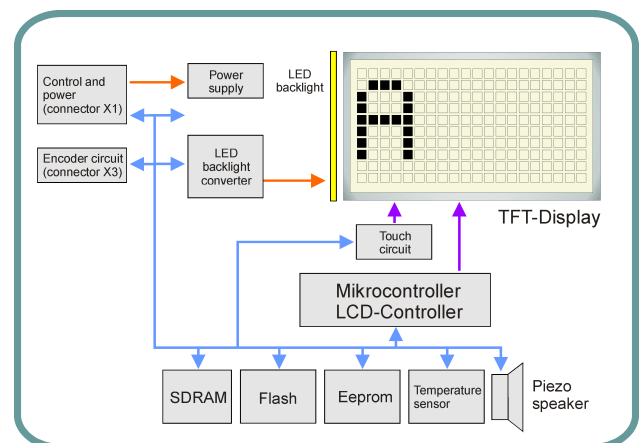 Control and
power
(connector X1)
Power
supply
LED
backlight
Encoder circuit
(connector X3)
LED
backlight
converter
TFT-Display
Touch
circuit
Mikrocontroller
LCD-Controller
SDRAM
Flash
Eeprom
Temperature
sensor
Piezo
speaker
A